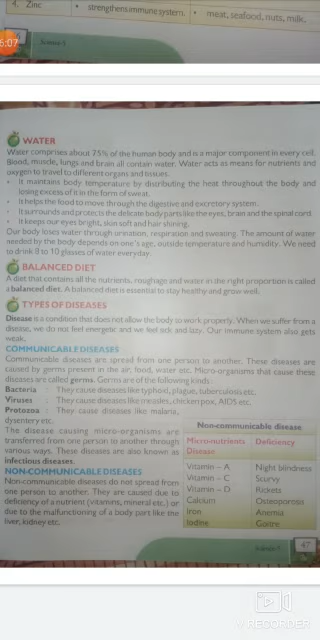 4. Zinc • strengthens immune system. • meat, seafood, nuts, milk.
6:07
Science-5
WATER
Water comprises about 75% of the human body and is a major component in every cell.
Blood, muscle, lungs and brain all contain water. Water acts as means for nutrients and
oxygen to travel to different organs and tissues.
• It maintains body temperature by distributing the heat throughout the body and
losing excess of it in the form of sweat.
• It helps the food to move through the digestive and excretory system.
• It surrounds and protects the delicate body parts like the eyes, brain and the spinal cord.
• It keeps our eyes bright, skin soft and hair shining.
Our body loses water through urination, respiration and sweating. The amount of water
needed by the body depends on one's age, outside temperature and humidity. We need
to drink 9 to 10 glasses of water everyday.
BALANCED DIET
A diet that contains all the nutrients, roughage and water in the right proportion is called
a balanced diet. A balanced diet is essential to stay healthy and grow well.
TYPES OF DISEASES
Disease is a condition that does not allow the body to work properly. When we suffer from a
disease, we do not feel energetic and we feel sick and lazy. Our immune system also gets
weak.
COMMUNICABLE DISEASES
Communicable diseases are spread from one person to another. These diseases are
caused by germs present in the air, food, water etc. Micro-organisms that cause these
diseases are called germs. Germs are of the following kinds:
Bacteria : They cause diseases like typhoid, plague, tuberculosis etc.
Viruses : They cause diseases like measles, chicken pox, AIDS etc.
Protozoa : They cause diseases like malaria,
dysentery etc.
The disease causing micro-organisms are
transferred from one person to another through
various ways. These diseases are also known as
infectious diseases.
NON-COMMUNICABLE DISEASES
Non-communicable diseases do not spread from
one person to another. They are caused due to
deficiency of a nutrient (vitamins, mineral etc.) or
due to the malfunctioning of a body part like the
liver, kidney etc.
Non-communicable disease
Micro-nutrients Deficiency
Disease
Vitamin – A Night blindness
Vitamin – C Scurvy
Vitamin – D Rickets
Calcium Osteoporosis
Iron Anemia
Iodine Goitre
Science-5 47
RECORDER